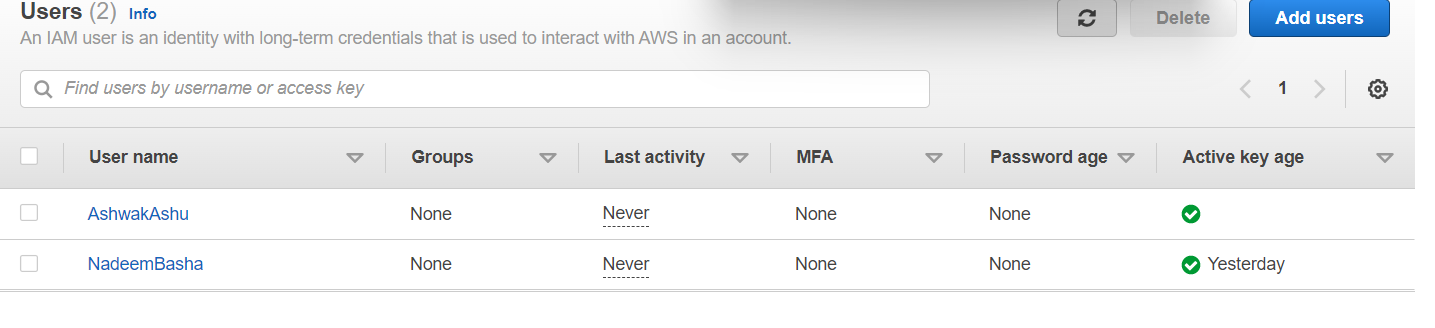 Users (2) Info
Delete
Add users
An IAM user is an identity with long-term credentials that is used to interact with AWS in an account.
Find users by username or access key
1
User name Groups Last activity MFA Password age Active key age
AshwakAshu None Never None None
NadeemBasha None Never None None Yesterday